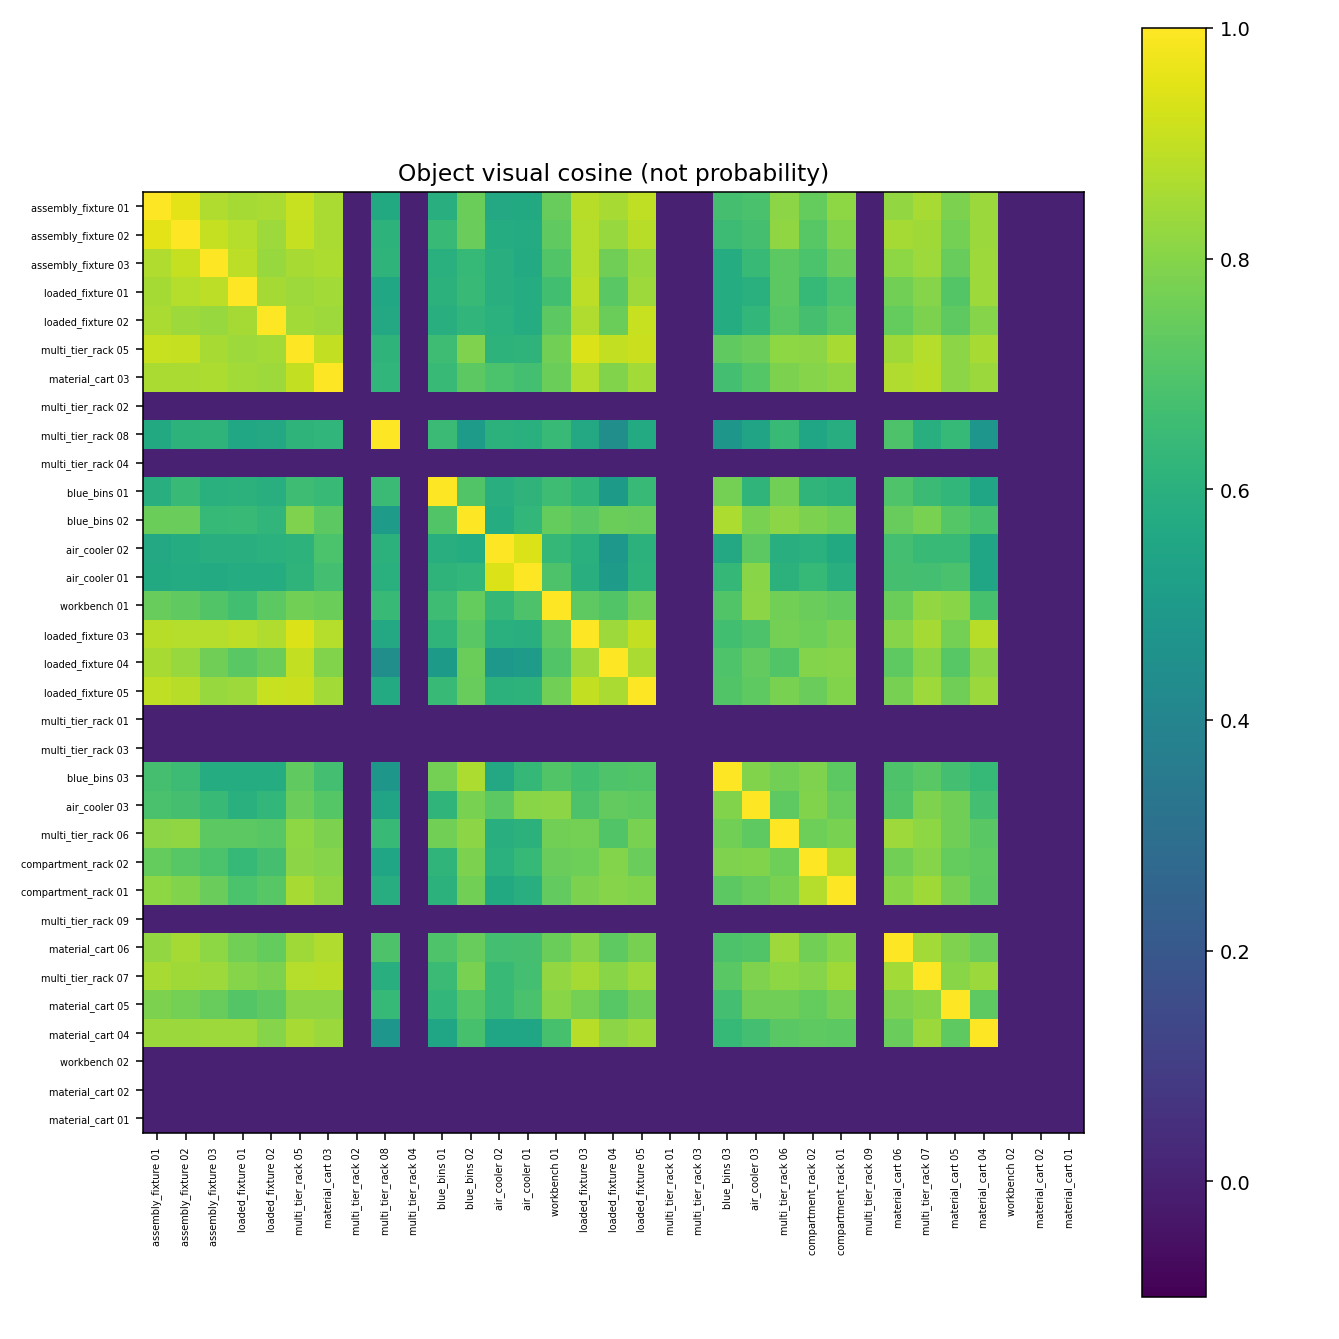 Object visual cosine (not probability)
assembly_fixture 01
assembly_fixture 02
assembly_fixture 03
loaded_fixture 01
loaded_fixture 02
multi_tier_rack 05
material_cart 03
multi_tier_rack 02
multi_tier_rack 08
multi_tier_rack 04
blue_bins 01
blue_bins 02
air_cooler 02
air_cooler 01
workbench 01
loaded_fixture 03
loaded_fixture 04
loaded_fixture 05
multi_tier_rack 01
multi_tier_rack 03
blue_bins 03
air_cooler 03
multi_tier_rack 06
compartment_rack 02
compartment_rack 01
multi_tier_rack 09
material_cart 06
multi_tier_rack 07
material_cart 05
material_cart 04
workbench 02
material_cart 02
material_cart 01
assembly_fixture 01
assembly_fixture 02
assembly_fixture 03
loaded_fixture 01
loaded_fixture 02
multi_tier_rack 05
material_cart 03
multi_tier_rack 02
multi_tier_rack 08
multi_tier_rack 04
blue_bins 01
blue_bins 02
air_cooler 02
air_cooler 01
workbench 01
loaded_fixture 03
loaded_fixture 04
loaded_fixture 05
multi_tier_rack 01
multi_tier_rack 03
blue_bins 03
air_cooler 03
multi_tier_rack 06
compartment_rack 02
compartment_rack 01
multi_tier_rack 09
material_cart 06
multi_tier_rack 07
material_cart 05
material_cart 04
workbench 02
material_cart 02
material_cart 01
1.0
0.8
0.6
0.4
0.2
0.0